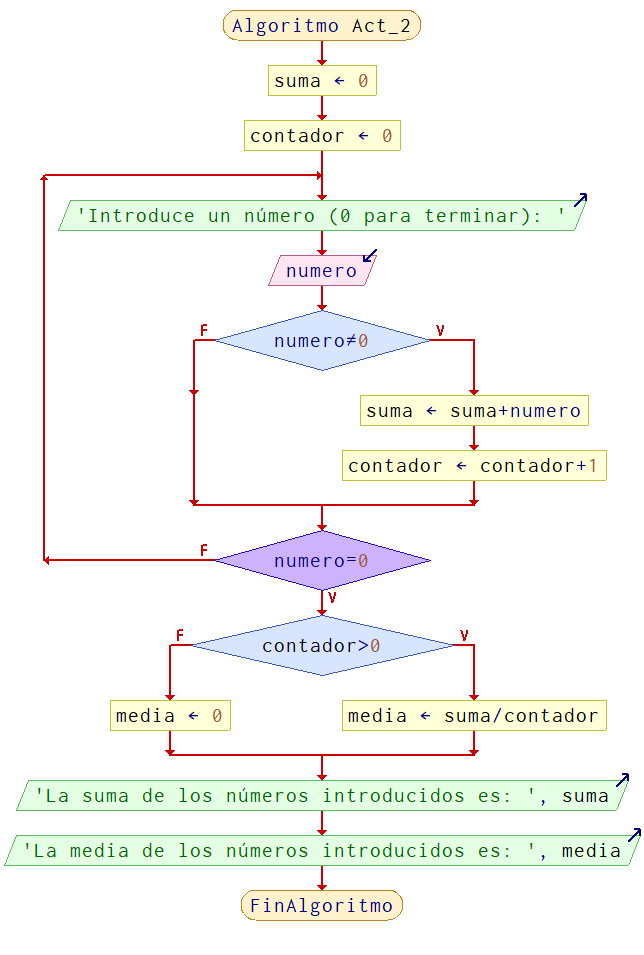 Algoritmo Act_2
suma ← 0
contador ← 0
'Introduce un número (0 para terminar): '
numero
F
V
numero≠0
suma ← suma+numero
contador ← contador+1
F
numero=0
V
F
V
contador>0
media ← 0
media ← suma/contador
'La suma de los números introducidos es: ', suma
'La media de los números introducidos es: ', media
FinAlgoritmo